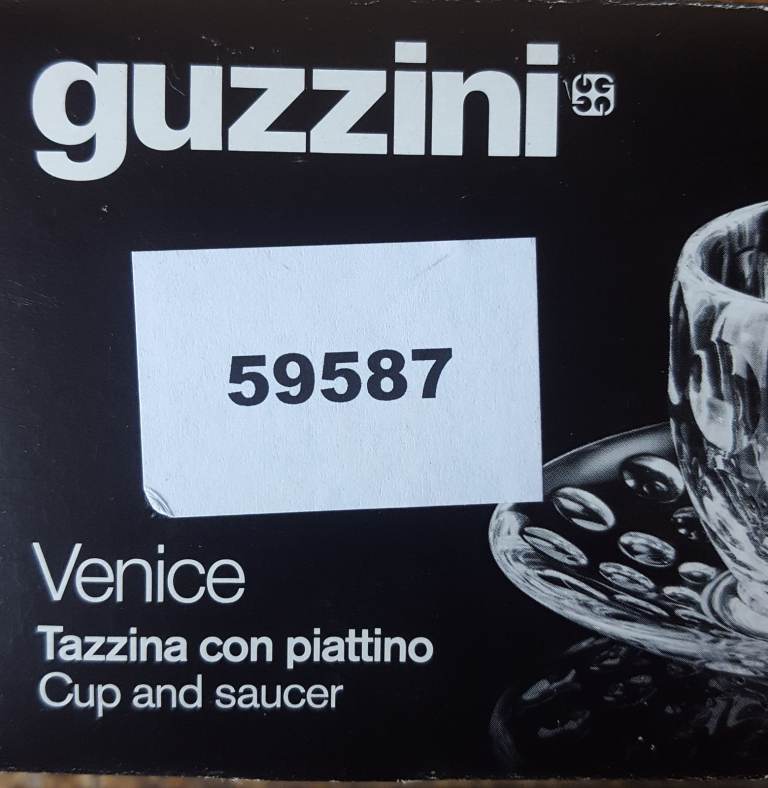 guzzini
59587
Venice
Tazzina con piattino
Cup and saucer